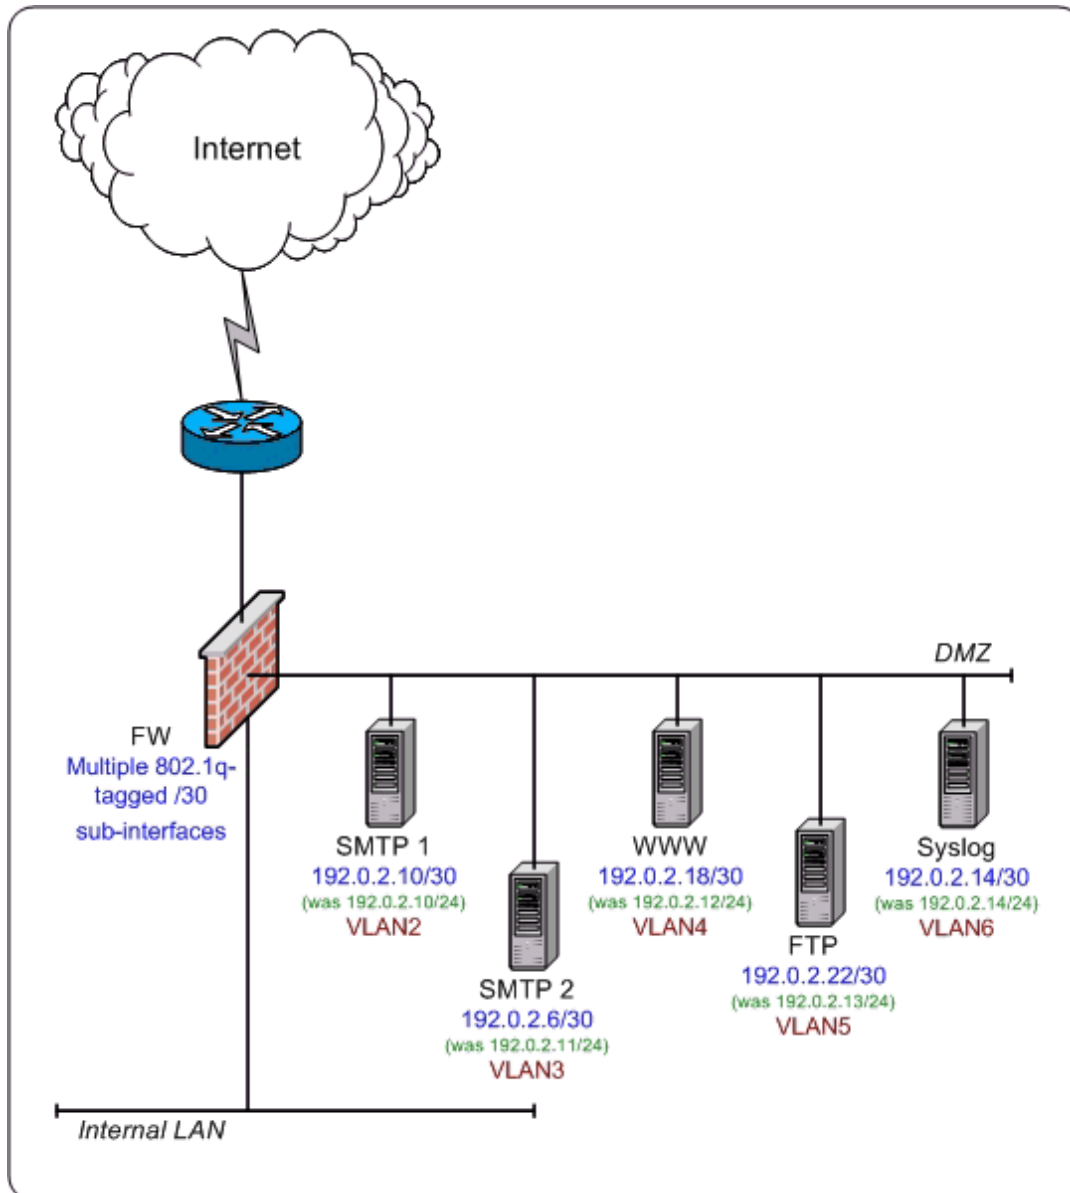 Internet
DMZ
FW
Multiple 802.1q-
tagged /30
sub-interfaces
SMTP 1
192.0.2.10/30
(was 192.0.2.10/24)
VLAN2
SMTP 2
192.0.2.6/30
(was 192.0.2.11/24)
VLAN3
WWW
192.0.2.18/30
(was 192.0.2.12/24)
VLAN4
FTP
192.0.2.22/30
(was 192.0.2.13/24)
VLAN5
Syslog
192.0.2.14/30
(was 192.0.2.14/24)
VLAN6
Internal LAN